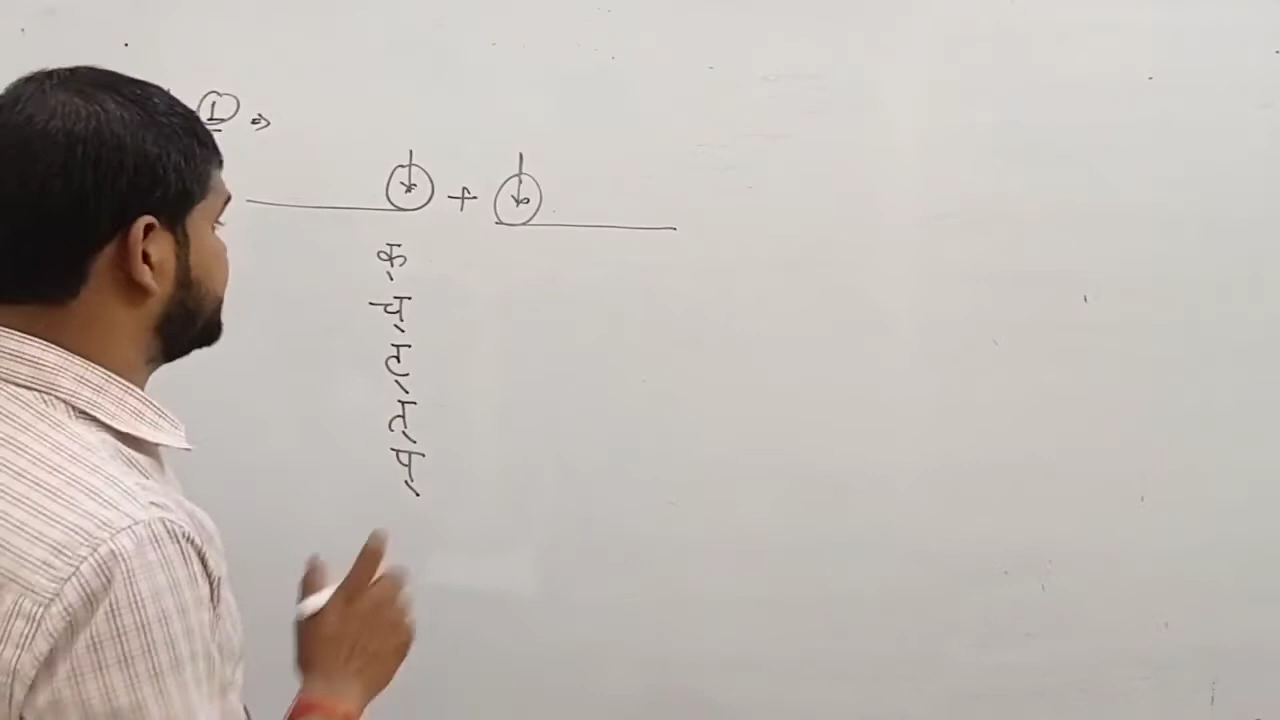 ① ⇒
+
क्
च्
ट्
त्
प्